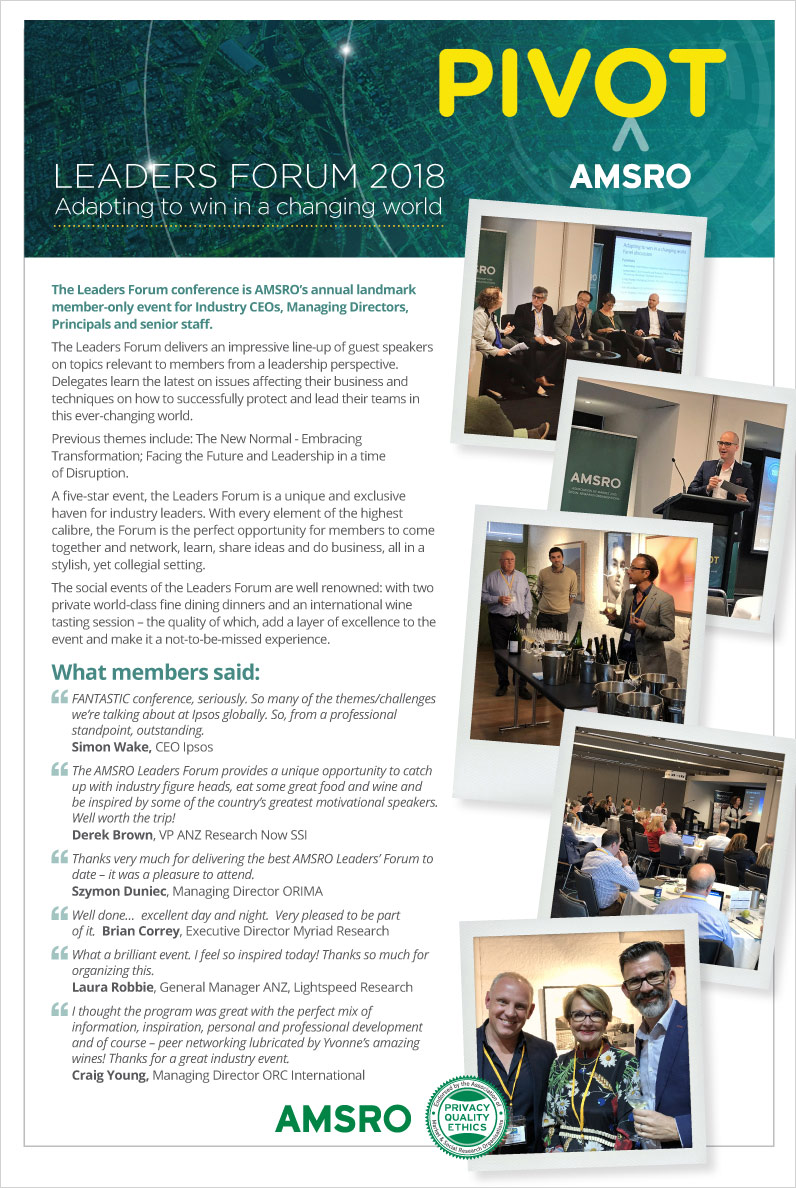 PIVOT
AMSRO
LEADERS FORUM 2018
Adapting to win in a changing world
The Leaders Forum conference is AMSRO’s annual landmark
member-only event for Industry CEOs, Managing Directors,
Principals and senior staff.
The Leaders Forum delivers an impressive line-up of guest speakers
on topics relevant to members from a leadership perspective.
Delegates learn the latest on issues affecting their business and
techniques on how to successfully protect and lead their teams in
this ever-changing world.
Previous themes include: The New Normal - Embracing
Transformation; Facing the Future and Leadership in a time
of Disruption.
A five-star event, the Leaders Forum is a unique and exclusive
haven for industry leaders. With every element of the highest
calibre, the Forum is the perfect opportunity for members to come
together and network, learn, share ideas and do business, all in a
stylish, yet collegial setting.
The social events of the Leaders Forum are well renowned: with two
private world-class fine dining dinners and an international wine
tasting session – the quality of which, add a layer of excellence to the
event and make it a not-to-be-missed experience.
What members said:
“ FANTASTIC conference, seriously. So many of the themes/challenges
we’re talking about at Ipsos globally. So, from a professional
standpoint, outstanding.
Simon Wake, CEO Ipsos
“ The AMSRO Leaders Forum provides a unique opportunity to catch
up with industry figure heads, eat some great food and wine and
be inspired by some of the country’s greatest motivational speakers.
Well worth the trip!
Derek Brown, VP ANZ Research Now SSI
“ Thanks very much for delivering the best AMSRO Leaders’ Forum to
date – it was a pleasure to attend.
Szymon Duniec, Managing Director ORIMA
“ Well done... excellent day and night. Very pleased to be part
of it. Brian Correy, Executive Director Myriad Research
“ What a brilliant event. I feel so inspired today! Thanks so much for
organizing this.
Laura Robbie, General Manager ANZ, Lightspeed Research
“ I thought the program was great with the perfect mix of
information, inspiration, personal and professional development
and of course – peer networking lubricated by Yvonne’s amazing
wines! Thanks for a great industry event.
Craig Young, Managing Director ORC International
AMSRO
Endorsed by the Association of
Market & Social Research Organisations
PRIVACY
QUALITY
ETHICS
SRO
Adapting to win in a changing world
AMSRO
PIVOT